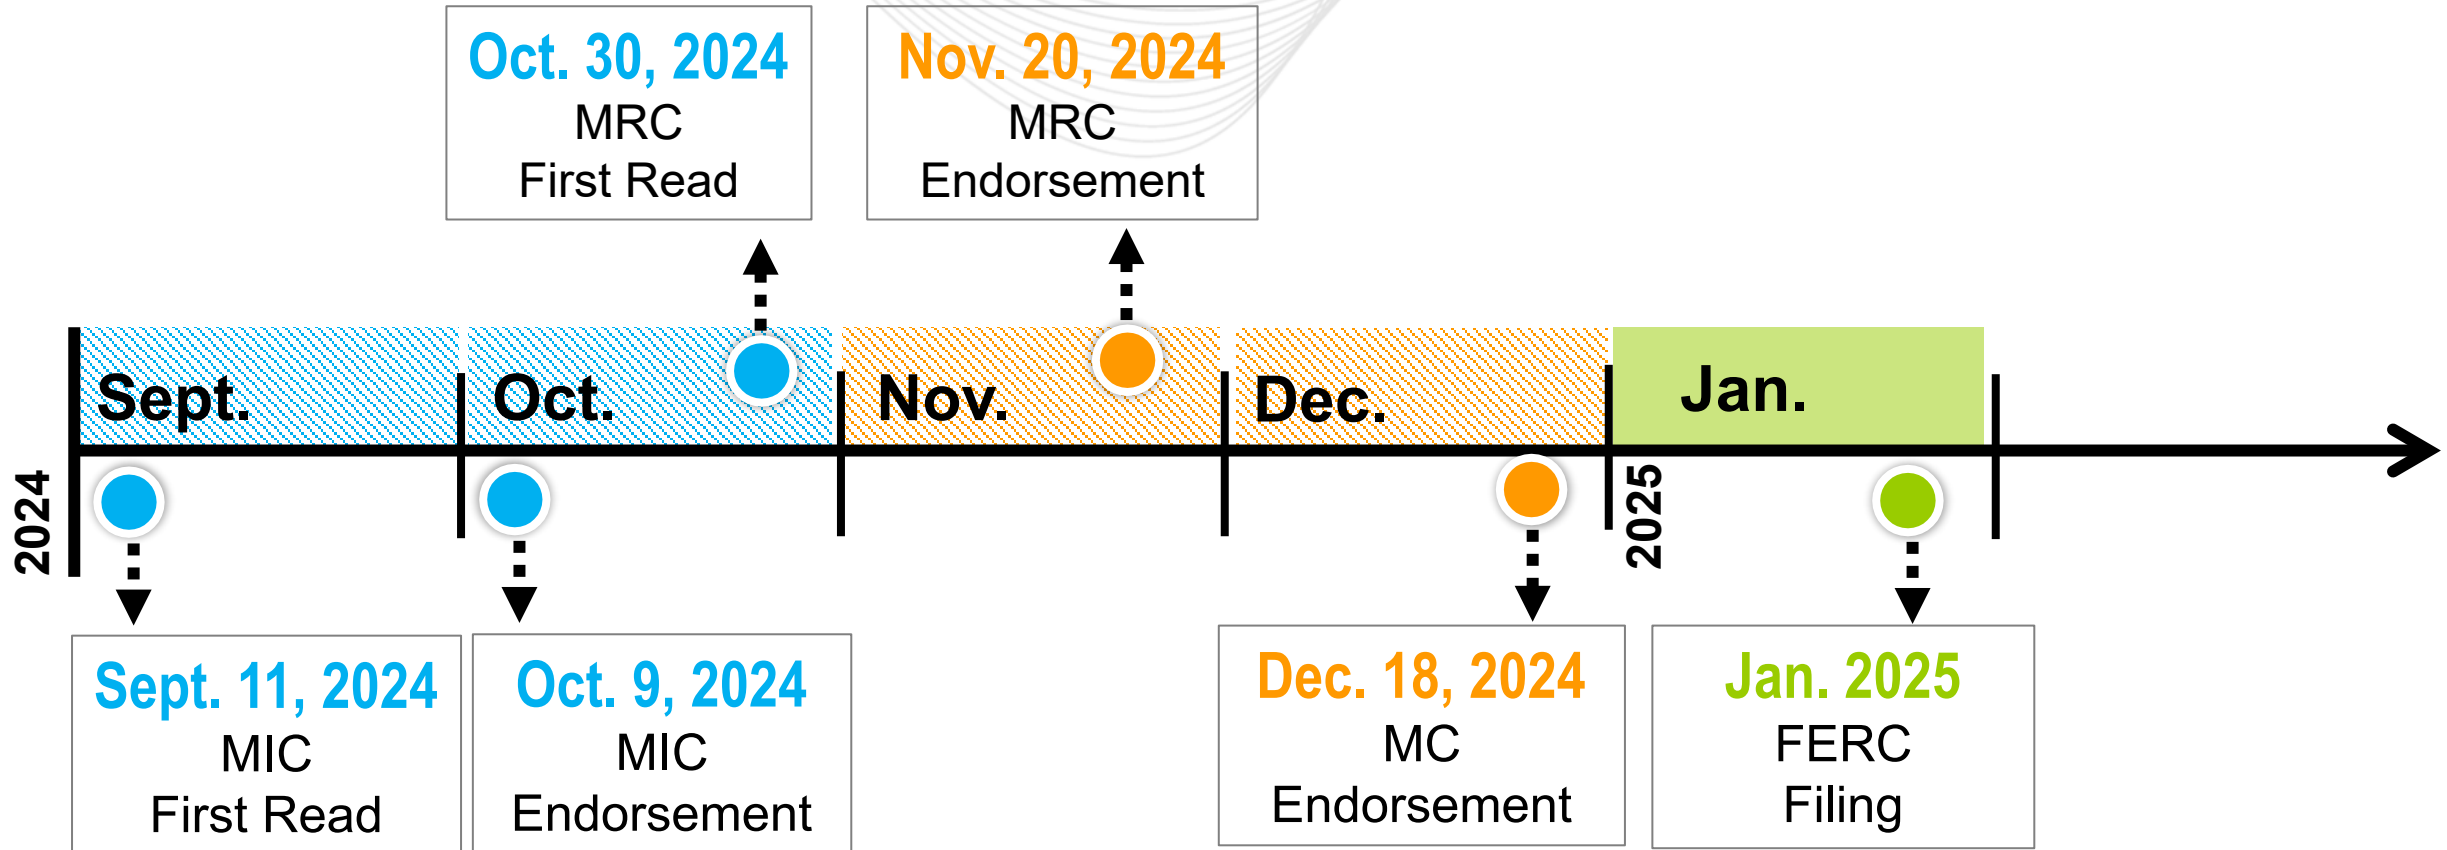 Oct. 30, 2024
MRC
First Read
Nov. 20, 2024
MRC
Endorsement
Sept.
Oct.
Nov.
Dec.
Jan.
2024
2025
Sept. 11, 2024
MIC
First Read
Oct. 9, 2024
MIC
Endorsement
Dec. 18, 2024
MC
Endorsement
Jan. 2025
FERC
Filing